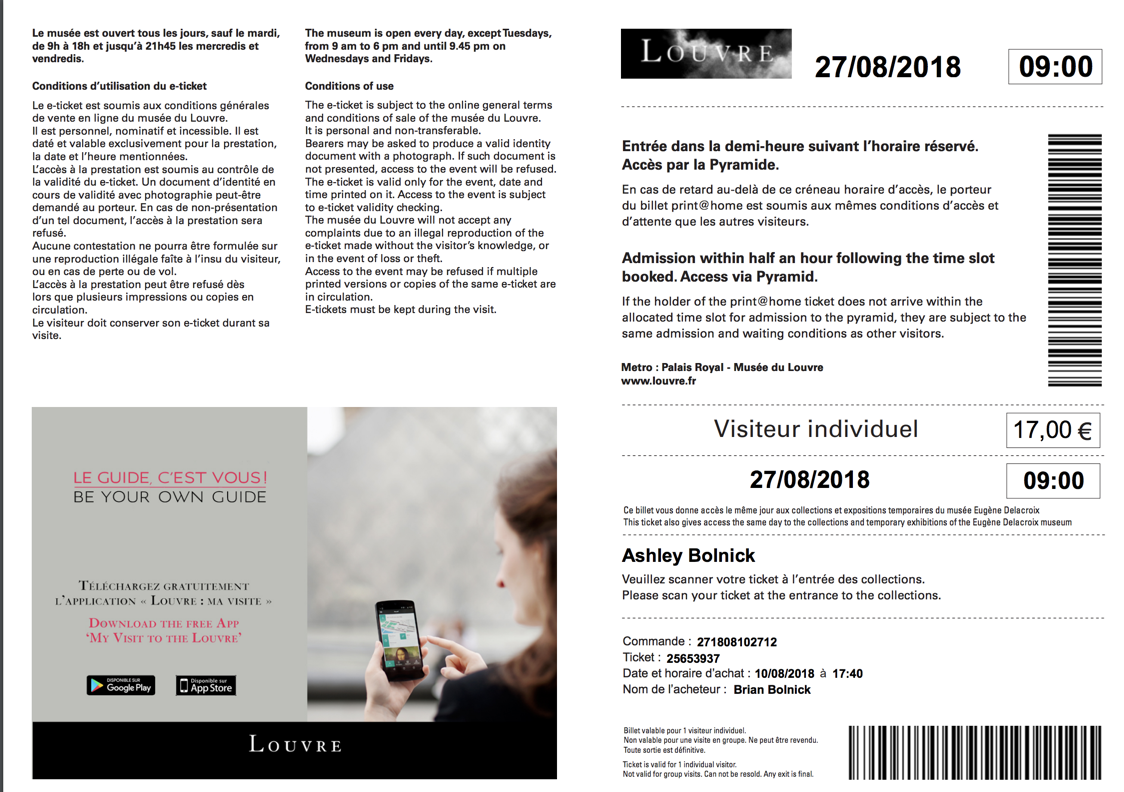 Le musée est ouvert tous les jours, sauf le mardi,
de 9h à 18h et jusqu'à 21h45 les mercredis et
vendredis.
Conditions d'utilisation du e-ticket
Le e-ticket est soumis aux conditions générales
de vente en ligne du musée du Louvre.
Il est personnel, nominatif et incessible. Il est
daté et valable exclusivement pour la prestation,
la date et l'heure mentionnées.
L'accès à la prestation est soumis au contrôle de
la validité du e-ticket. Un document d'identité en
cours de validité avec photographie peut-être
demandé au porteur. En cas de non-présentation
d'un tel document, l'accès à la prestation sera
refusé.
Aucune contestation ne pourra être formulée sur
une reproduction illégale faîte à l'insu du visiteur,
ou en cas de perte ou de vol.
L'accès à la prestation peut être refusé dès
lors que plusieurs impressions ou copies en
circulation.
Le visiteur doit conserver son e-ticket durant sa
visite.
The museum is open every day, except Tuesdays,
from 9 am to 6 pm and until 9.45 pm on
Wednesdays and Fridays.
Conditions of use
The e-ticket is subject to the online general terms
and conditions of sale of the musée du Louvre.
It is personal and non-transferable.
Bearers may be asked to produce a valid identity
document with a photograph. If such document is
not presented, access to the event will be refused.
The e-ticket is valid only for the event, date and
time printed on it. Access to the event is subject
to e-ticket validity checking.
The musée du Louvre will not accept any
complaints due to an illegal reproduction of the
e-ticket made without the visitor's knowledge, or
in the event of loss or theft.
Access to the event may be refused if multiple
printed versions or copies of the same e-ticket are
in circulation.
E-tickets must be kept during the visit.
LE GUIDE, C'EST VOUS !
BE YOUR OWN GUIDE
Téléchargez gratuitement
l'application « Louvre : ma visite »
Download the free App
'My Visit to the Louvre'
DISPONIBLE SUR
Google Play
Disponible sur
App Store
LOUVRE
LOUVRE
27/08/2018
09:00
Entrée dans la demi-heure suivant l'horaire réservé.
Accès par la Pyramide.
En cas de retard au-delà de ce créneau horaire d'accès, le porteur
du billet print@home est soumis aux mêmes conditions d'accès et
d'attente que les autres visiteurs.
Admission within half an hour following the time slot
booked. Access via Pyramid.
If the holder of the print@home ticket does not arrive within the
allocated time slot for admission to the pyramid, they are subject to the
same admission and waiting conditions as other visitors.
Metro : Palais Royal - Musée du Louvre
www.louvre.fr
Visiteur individuel
17,00 €
27/08/2018
09:00
Ce billet vous donne accès le même jour aux collections et expositions temporaires du musée Eugène Delacroix
This ticket also gives access the same day to the collections and temporary exhibitions of the Eugène Delacroix museum
Ashley Bolnick
Veuillez scanner votre ticket à l'entrée des collections.
Please scan your ticket at the entrance to the collections.
Commande : 271808102712
Ticket : 25653937
Date et horaire d'achat : 10/08/2018 à 17:40
Nom de l'acheteur : Brian Bolnick
Billet valable pour 1 visiteur individuel.
Non valable pour une visite en groupe. Ne peut être revendu.
Toute sortie est définitive.
Ticket is valid for 1 individual visitor.
Not valid for group visits. Can not be resold. Any exit is final.